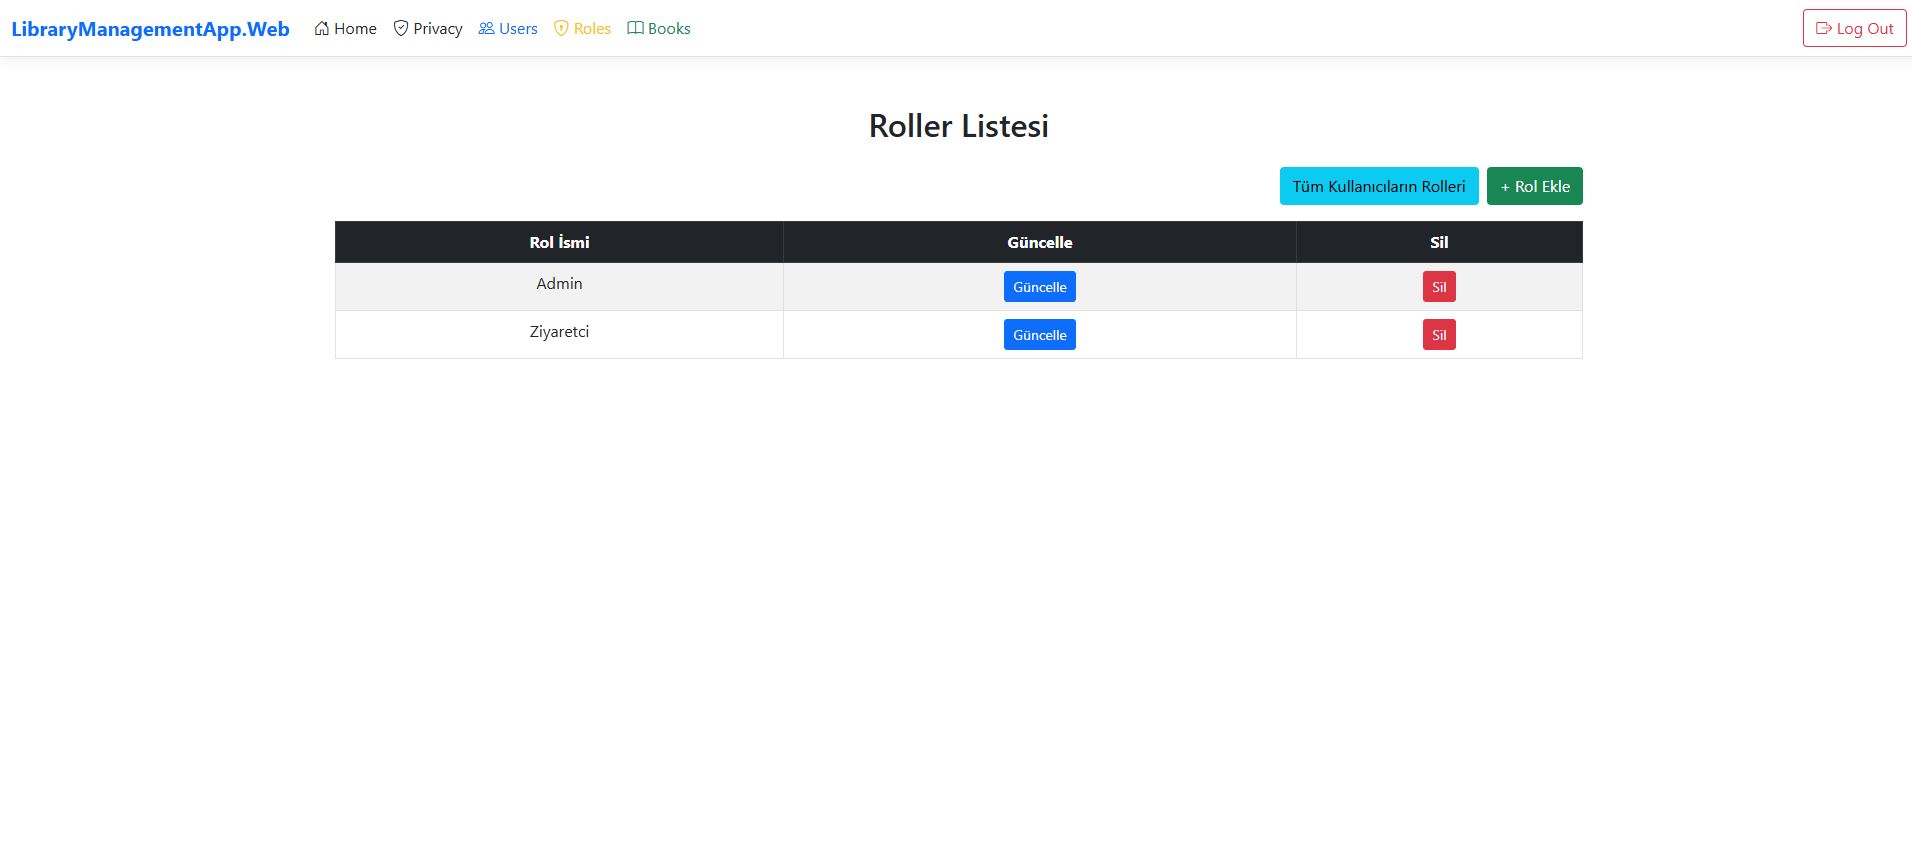 LibraryManagementApp.Web Home Privacy Users Roles Books Log Out
Roller Listesi
Tüm Kullanıcıların Rolleri + Rol Ekle
Rol İsmi Güncelle Sil
Admin Güncelle Sil
Ziyaretci Güncelle Sil